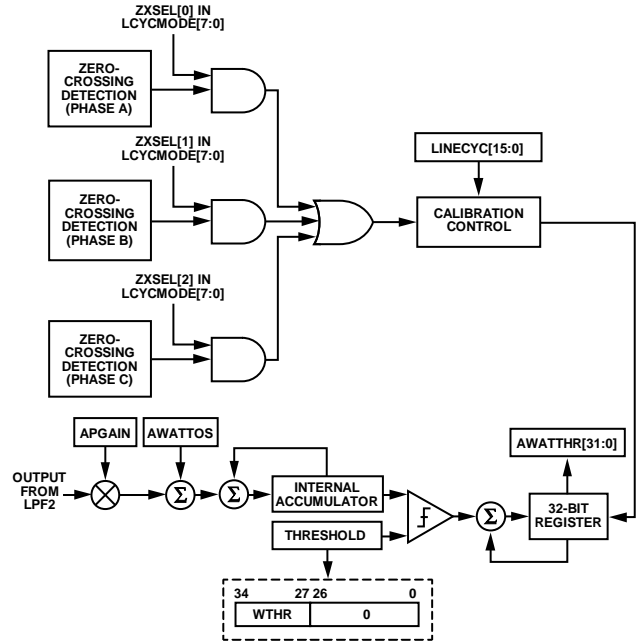 ZXSEL[0] IN
LCYCMODE[7:0]
ZERO-
CROSSING
DETECTION
(PHASE A)
ZXSEL[1] IN
LCYCMODE[7:0]
ZERO-
CROSSING
DETECTION
(PHASE B)
LINECYC[15:0]
CALIBRATION
CONTROL
ZXSEL[2] IN
LCYCMODE[7:0]
ZERO-
CROSSING
DETECTION
(PHASE C)
APGAIN
AWATTOS
AWATTHR[31:0]
OUTPUT
FROM
LPF2
Σ
Σ
INTERNAL
ACCUMULATOR
THRESHOLD
Σ
32-BIT
REGISTER
34 27 26 0
WTHR 0